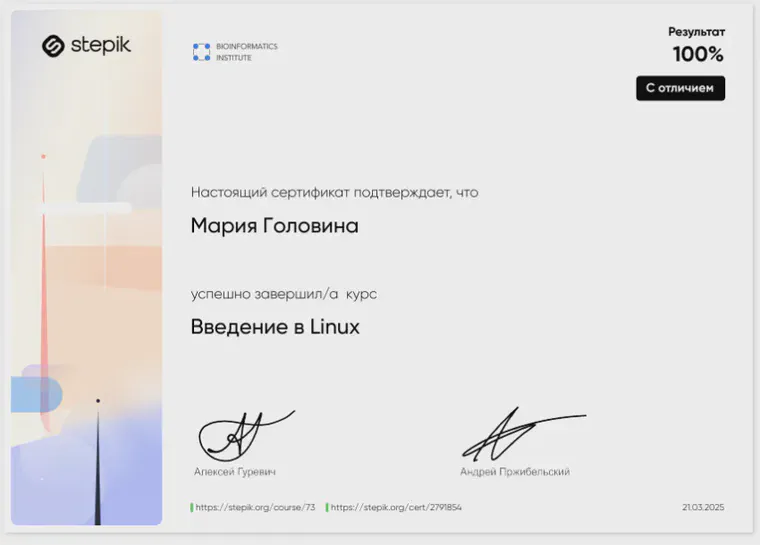 stepik
BIOINFORMATICS
INSTITUTE
Результат
100%
С отличием
Настоящий сертификат подтверждает, что
Мария Головина
успешно завершил/а курс
Введение в Linux
Алексей Гуревич
Андрей Пржибельский
https://stepik.org/course/73
https://stepik.org/cert/2791854
21.03.2025